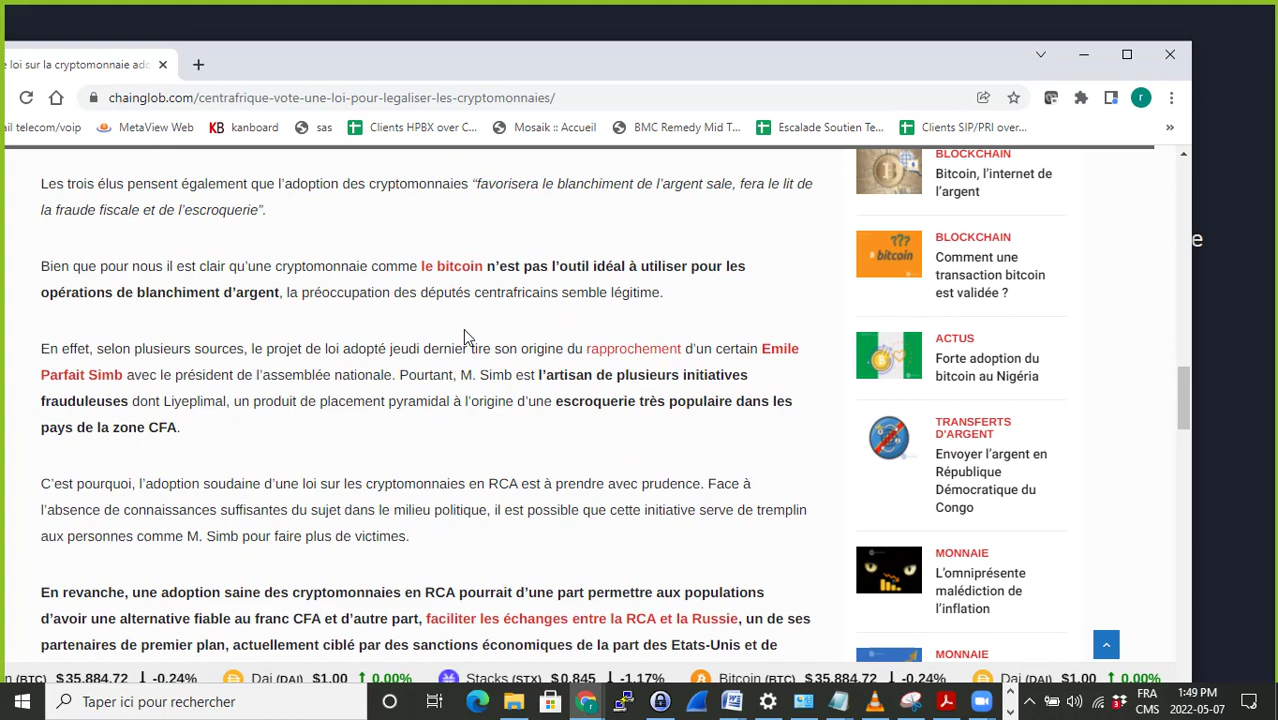 e loi sur la cryptomonnaie ado
chainglob.com/centrafrique-vote-une-loi-pour-legaliser-les-cryptomonnaies/
r
ail telecom/voip
MetaView Web
KB kanboard
sas
Clients HPBX over C...
Mosaik :: Accueil
BMC Remedy Mid T...
Escalade Soutien Te...
Clients SIP/PRI over...
»
Les trois élus pensent également que l'adoption des cryptomonnaies “favorisera le blanchiment de l'argent sale, fera le lit de
la fraude fiscale et de l'escroquerie”.
Bien que pour nous il est clair qu'une cryptomonnaie comme le bitcoin n'est pas l'outil idéal à utiliser pour les
opérations de blanchiment d'argent, la préoccupation des députés centrafricains semble légitime.
En effet, selon plusieurs sources, le projet de loi adopté jeudi dernier tire son origine du rapprochement d'un certain Emile
Parfait Simb avec le président de l'assemblée nationale. Pourtant, M. Simb est l'artisan de plusieurs initiatives
frauduleuses dont Liyeplimal, un produit de placement pyramidal à l'origine d'une escroquerie très populaire dans les
pays de la zone CFA.
C'est pourquoi, l'adoption soudaine d'une loi sur les cryptomonnaies en RCA est à prendre avec prudence. Face à
l'absence de connaissances suffisantes du sujet dans le milieu politique, il est possible que cette initiative serve de tremplin
aux personnes comme M. Simb pour faire plus de victimes.
En revanche, une adoption saine des cryptomonnaies en RCA pourrait d'une part permettre aux populations
d'avoir une alternative fiable au franc CFA et d'autre part, faciliter les échanges entre la RCA et la Russie, un de ses
partenaires de premier plan, actuellement ciblé par des sanctions économiques de la part des Etats-Unis et de
BLOCKCHAIN
Bitcoin, l'internet de
l'argent
???
bitcoin
BLOCKCHAIN
Comment une
transaction bitcoin
est validée ?
ACTUS
Forte adoption du
bitcoin au Nigéria
TRANSFERTS
D'ARGENT
Envoyer l'argent en
République
Démocratique du
Congo
MONNAIE
L'omniprésente
malédiction de
l'inflation
MONNAIE
e
n (BTC) $35,884.72 ↓ -0.24% Dai (DAI) $1.00 ↑ 0.00% Stacks (STX) $0.845 ↓ -1.17% Bitcoin (BTC) $35,884.72 ↓ -0.24% Dai (DAI) $1.00 ↑ 0.00%
Taper ici pour rechercher
FRA
CMS
1:49 PM
2022-05-07